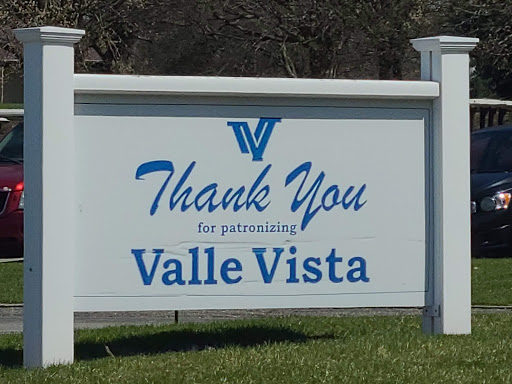 VV
Thank You
for patronizing
Valle Vista